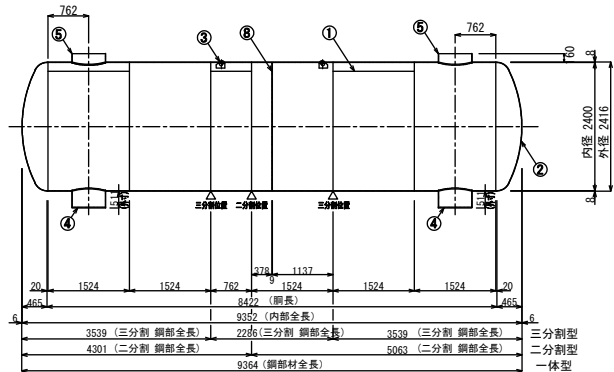 762
⑤
③
⑧
①
⑤
762
60
8
内径 2400
外径 2416
8
②
④
④
三分割位置
二分割位置
三分割位置
378
9
1137
20
1524
1524
762
1524
1524
1524
20
465
8422 (胴長)
465
6
9352 (内部全長)
6
3539 (三分割 鋼部全長)
2286 (三分割 鋼部全長)
3539 (三分割 鋼部全長)
三分割型
4301 (二分割 鋼部全長)
5063 (二分割 鋼部全長)
二分割型
9364 (鋼部材全長)
一体型